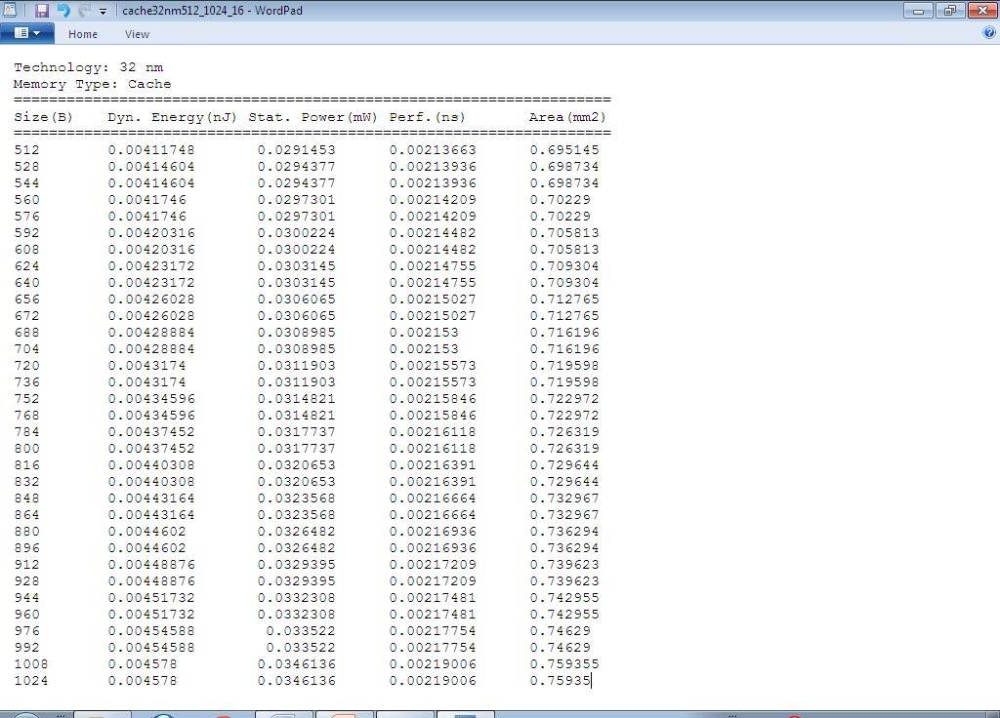 cache32nm512_1024_16 - WordPad
Home View
Technology: 32 nm
Memory Type: Cache
====================================================================
Size(B) Dyn. Energy(nJ) Stat. Power(mW) Perf.(ns) Area(mm2)
====================================================================
512 0.00411748 0.0291453 0.00213663 0.695145
528 0.00414604 0.0294377 0.00213936 0.698734
544 0.00414604 0.0294377 0.00213936 0.698734
560 0.0041746 0.0297301 0.00214209 0.70229
576 0.0041746 0.0297301 0.00214209 0.70229
592 0.00420316 0.0300224 0.00214482 0.705813
608 0.00420316 0.0300224 0.00214482 0.705813
624 0.00423172 0.0303145 0.00214755 0.709304
640 0.00423172 0.0303145 0.00214755 0.709304
656 0.00426028 0.0306065 0.00215027 0.712765
672 0.00426028 0.0306065 0.00215027 0.712765
688 0.00428884 0.0308985 0.002153 0.716196
704 0.00428884 0.0308985 0.002153 0.716196
720 0.0043174 0.0311903 0.00215573 0.719598
736 0.0043174 0.0311903 0.00215573 0.719598
752 0.00434596 0.0314821 0.00215846 0.722972
768 0.00434596 0.0314821 0.00215846 0.722972
784 0.00437452 0.0317737 0.00216118 0.726319
800 0.00437452 0.0317737 0.00216118 0.726319
816 0.00440308 0.0320653 0.00216391 0.729644
832 0.00440308 0.0320653 0.00216391 0.729644
848 0.00443164 0.0323568 0.00216664 0.732967
864 0.00443164 0.0323568 0.00216664 0.732967
880 0.0044602 0.0326482 0.00216936 0.736294
896 0.0044602 0.0326482 0.00216936 0.736294
912 0.00448876 0.0329395 0.00217209 0.739623
928 0.00448876 0.0329395 0.00217209 0.739623
944 0.00451732 0.0332308 0.00217481 0.742955
960 0.00451732 0.0332308 0.00217481 0.742955
976 0.00454588 0.033522 0.00217754 0.74629
992 0.00454588 0.033522 0.00217754 0.74629
1008 0.004578 0.0346136 0.00219006 0.759355
1024 0.004578 0.0346136 0.00219006 0.75935